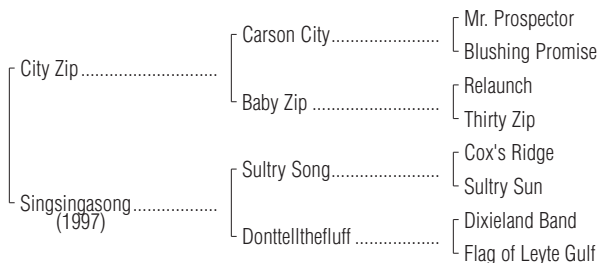 Mr. Prospector
Carson City........................
Blushing Promise
City Zip..............................
Relaunch
Baby Zip ...........................
Thirty Zip
Cox's Ridge
Sultry Song........................
Sultry Sun
Singsingasong...................
(1997)
Dixieland Band
Donttellthefluff ..................
Flag of Leyte Gulf